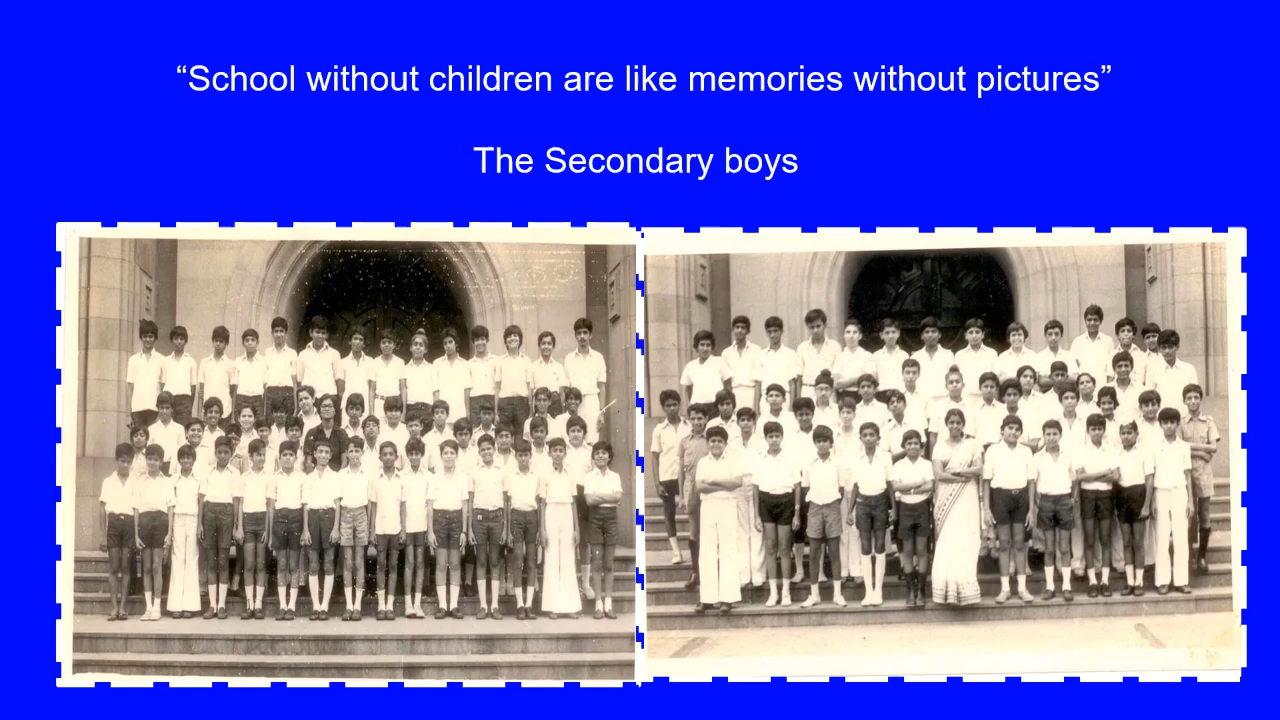 “School without children are like memories without pictures”
The Secondary boys